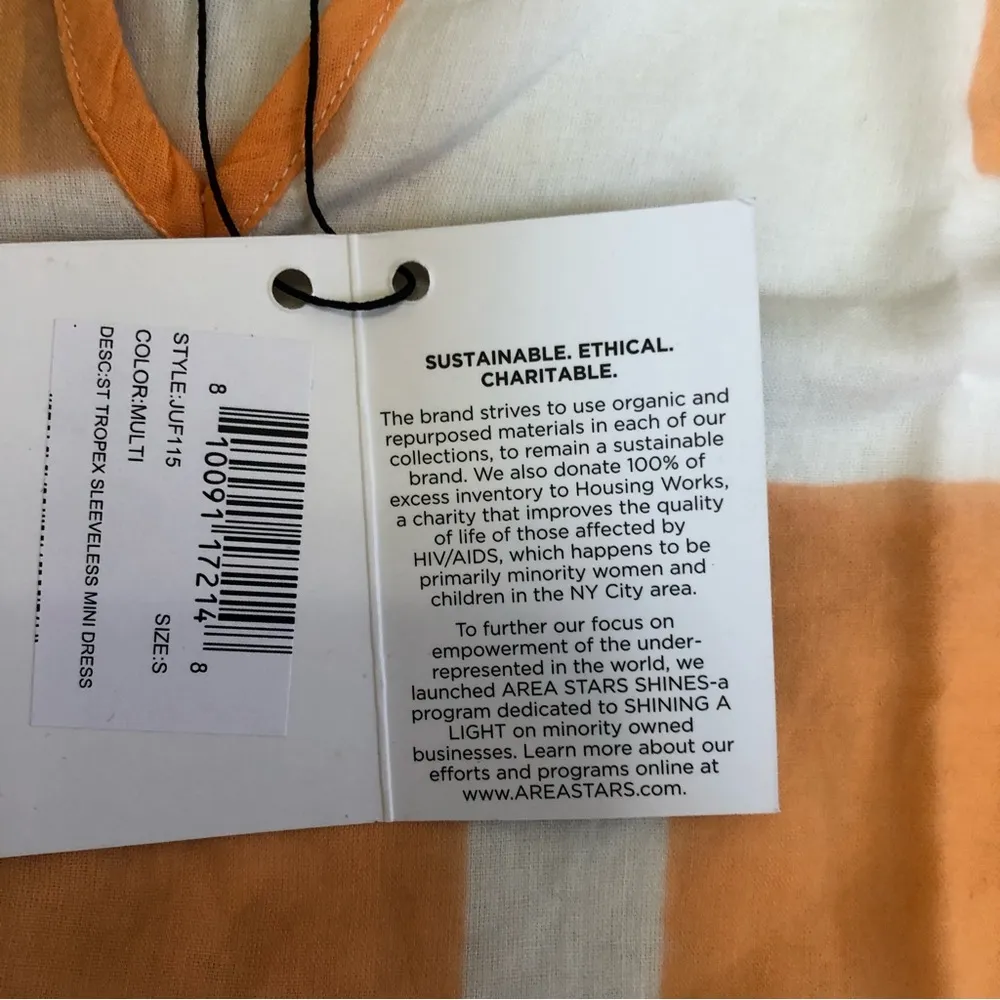 STYLE:JUF115
COLOR:MULTI SIZE:S
DESC:ST TROPEX SLEEVELESS MINI DRESS
8 10091 17214 8
SUSTAINABLE. ETHICAL.
CHARITABLE.
The brand strives to use organic and
repurposed materials in each of our
collections, to remain a sustainable
brand. We also donate 100% of
excess inventory to Housing Works,
a charity that improves the quality
of life of those affected by
HIV/AIDS, which happens to be
primarily minority women and
children in the NY City area.
To further our focus on
empowerment of the under-
represented in the world, we
launched AREA STARS SHINES-a
program dedicated to SHINING A
LIGHT on minority owned
businesses. Learn more about our
efforts and programs online at
www.AREASTARS.com.